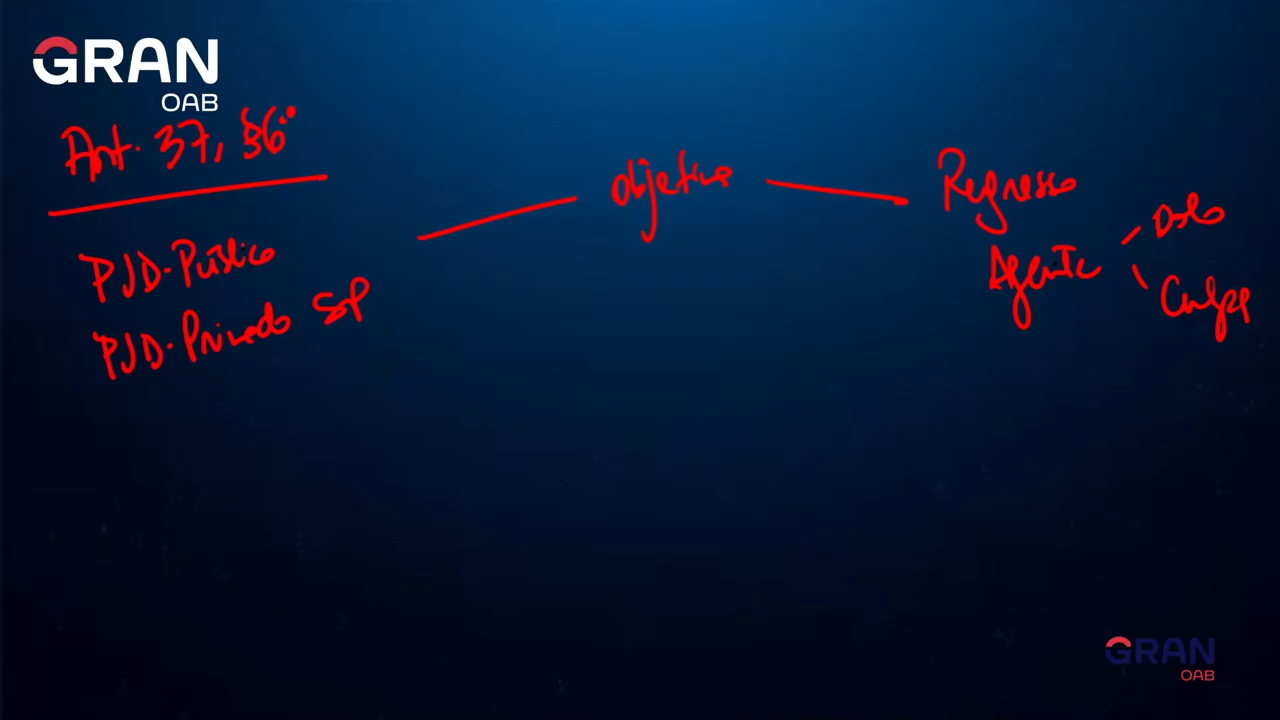 GRAN
OAB
Art. 37, §6º
PJD. Público
PJD. Privado SP
Objetiva
Regresso
Agente
Dolo
Culpa
GRAN
OAB